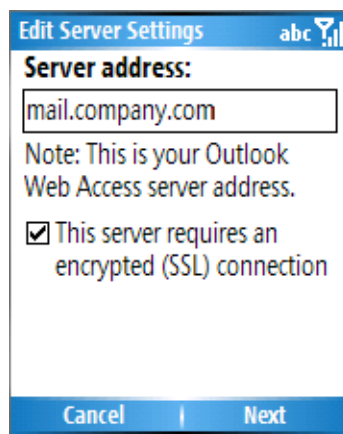 Edit Server Settings abc
Server address:
mail.company.com
Note: This is your Outlook
Web Access server address.
This server requires an
encrypted (SSL) connection
Cancel Next